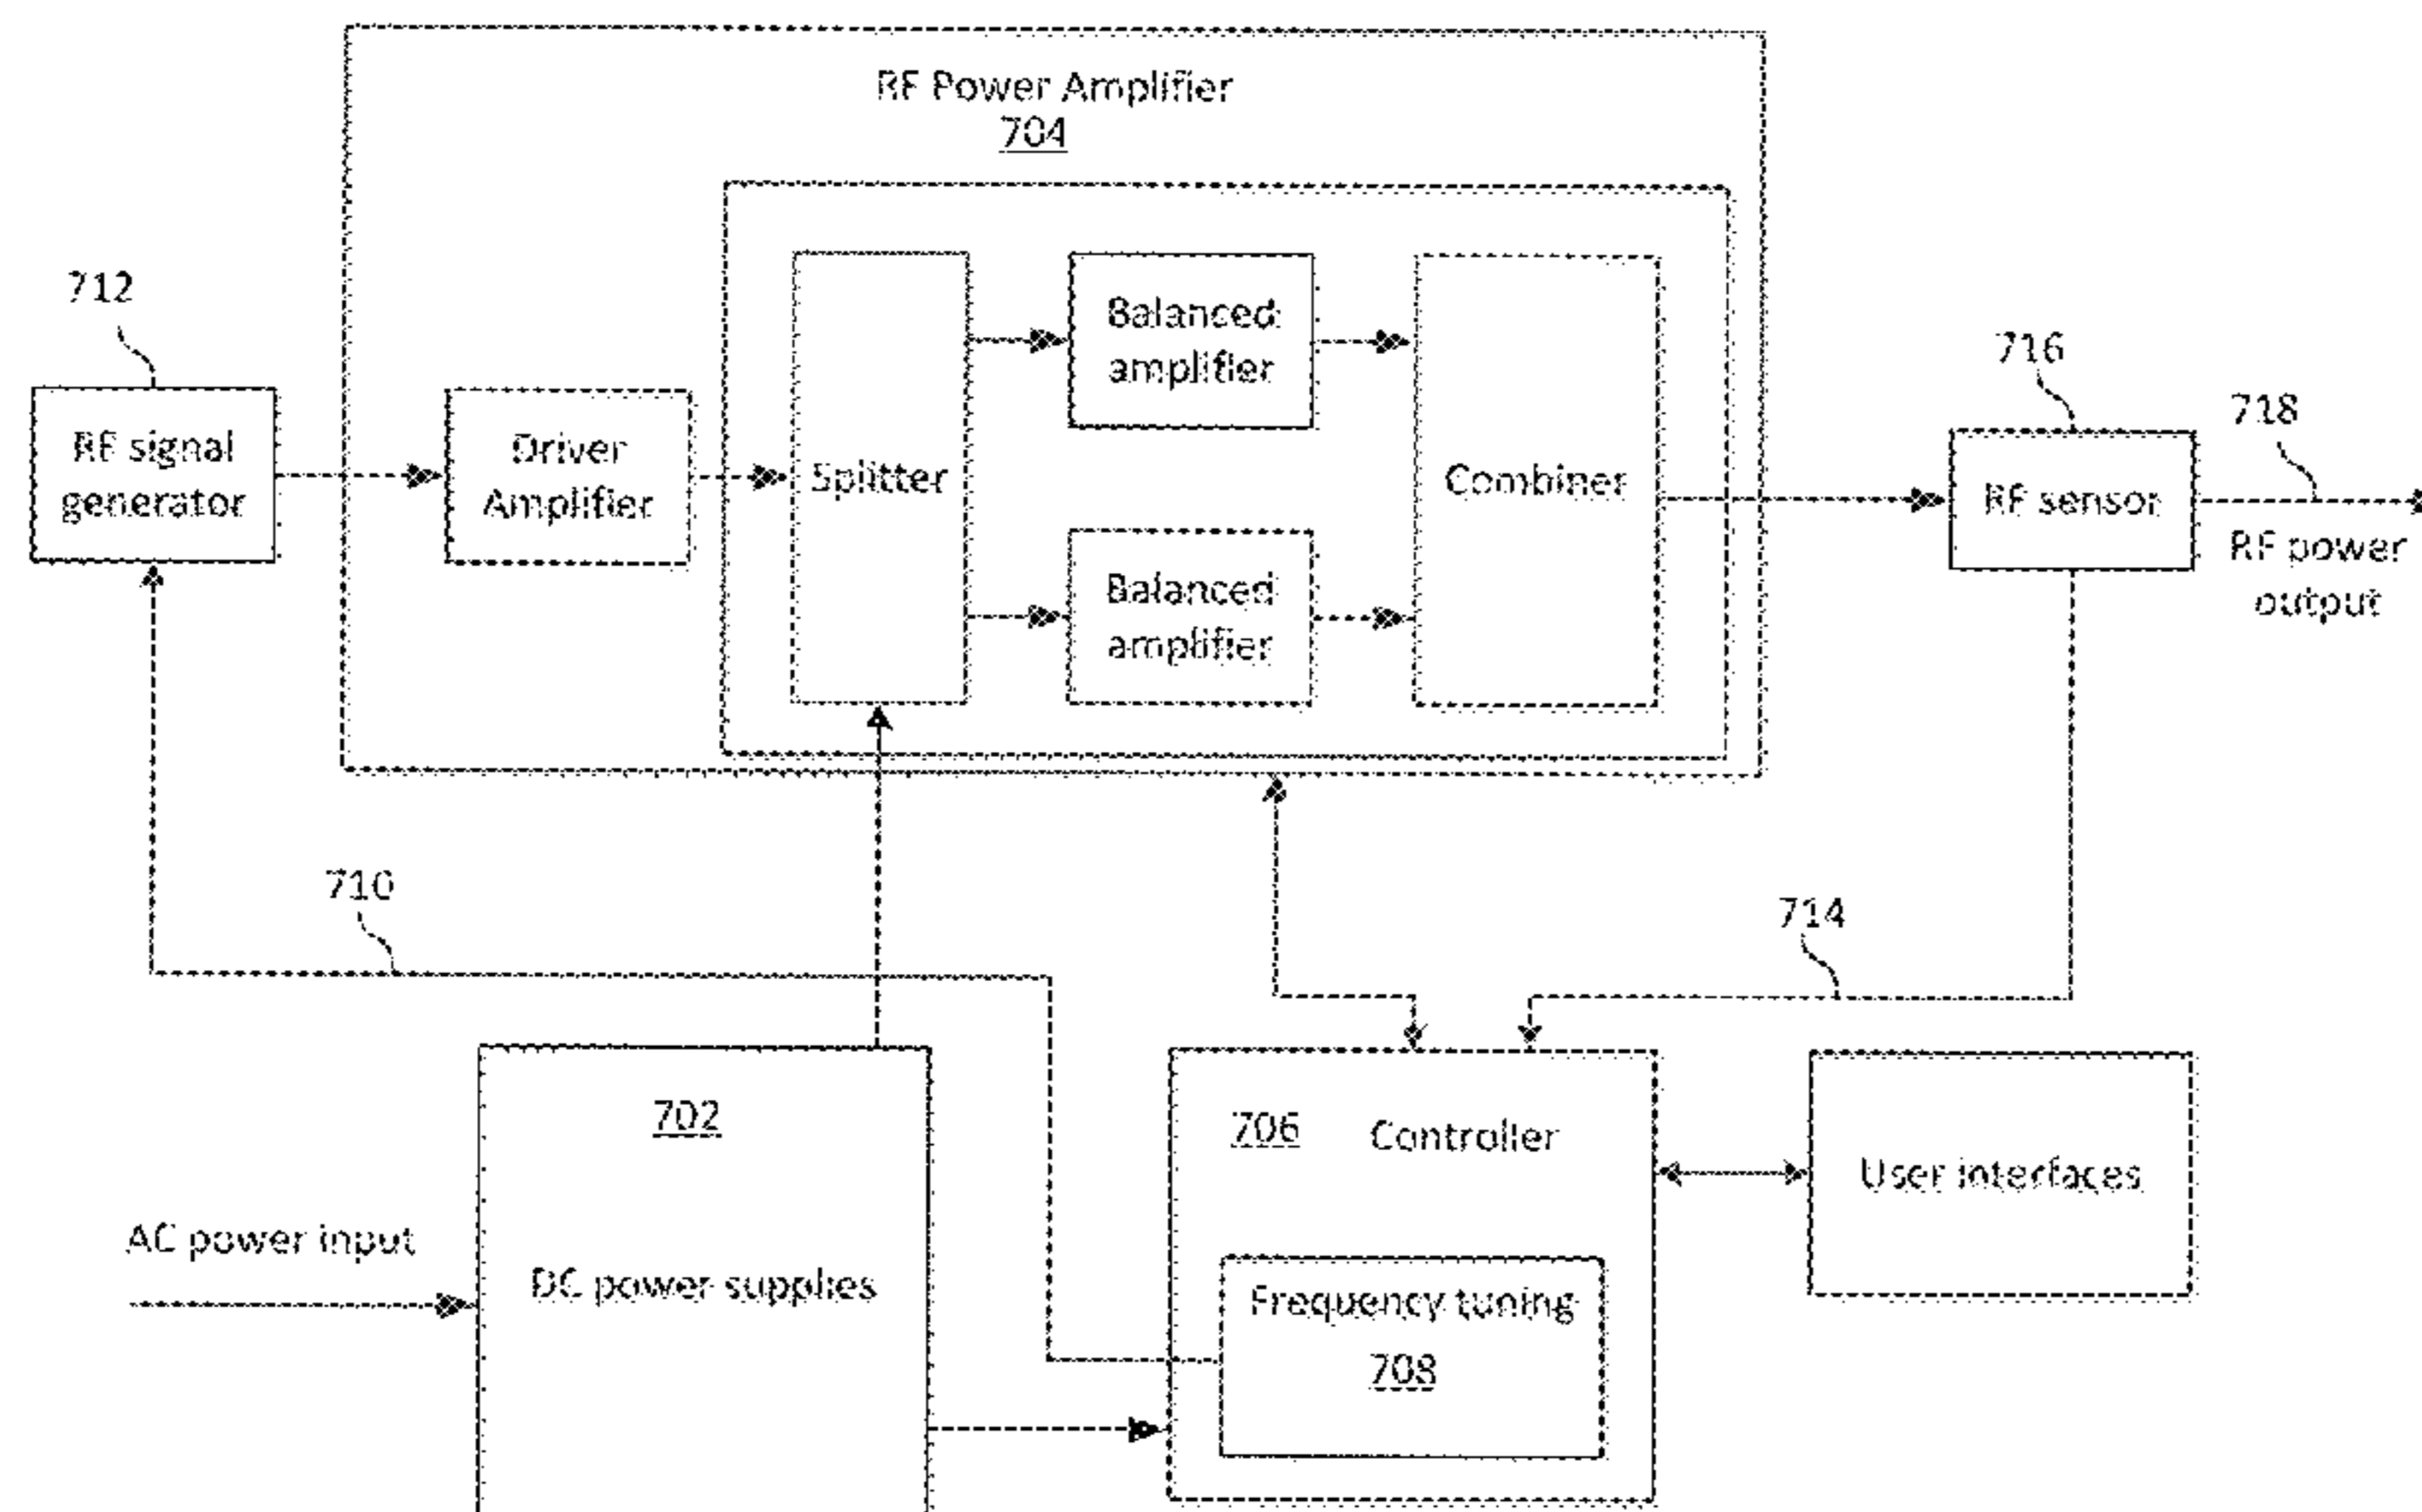 RF Power Amplifier
704
712
RF signal
generator
Driver
Amplifier
Splitter
Balanced
amplifier
Balanced
amplifier
Combiner
716
RF sensor
718
RF power
output
710
714
702
DC power supplies
AC power input
706 Controller
Frequency tuning
708
User interfaces